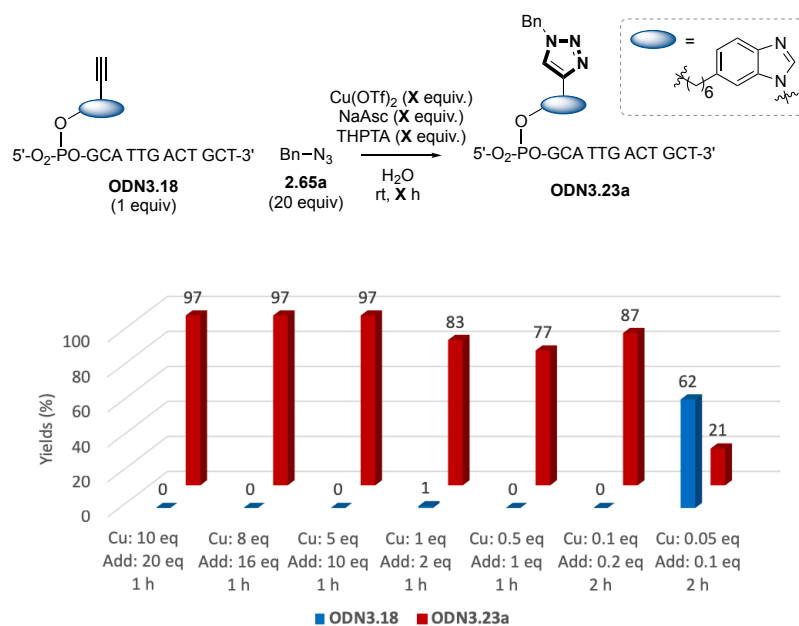 Bn
N
N
N
=
N
N
6
O
5'-O2-PO-GCA TTG ACT GCT-3'
ODN3.18
(1 equiv)
Bn–N3
2.65a
(20 equiv)
Cu(OTf)2 (X equiv.)
NaAsc (X equiv.)
THPTA (X equiv.)
H2O
rt, X h
O
5'-O2-PO-GCA TTG ACT GCT-3'
ODN3.23a
Yields (%)
100
80
60
40
20
0
0
97
0
97
0
97
1
83
0
77
0
87
62
21
Cu: 10 eq
Add: 20 eq
1 h
Cu: 8 eq
Add: 16 eq
1 h
Cu: 5 eq
Add: 10 eq
1 h
Cu: 1 eq
Add: 2 eq
1 h
Cu: 0.5 eq
Add: 1 eq
1 h
Cu: 0.1 eq
Add: 0.2 eq
2 h
Cu: 0.05 eq
Add: 0.1 eq
2 h
ODN3.18
ODN3.23a